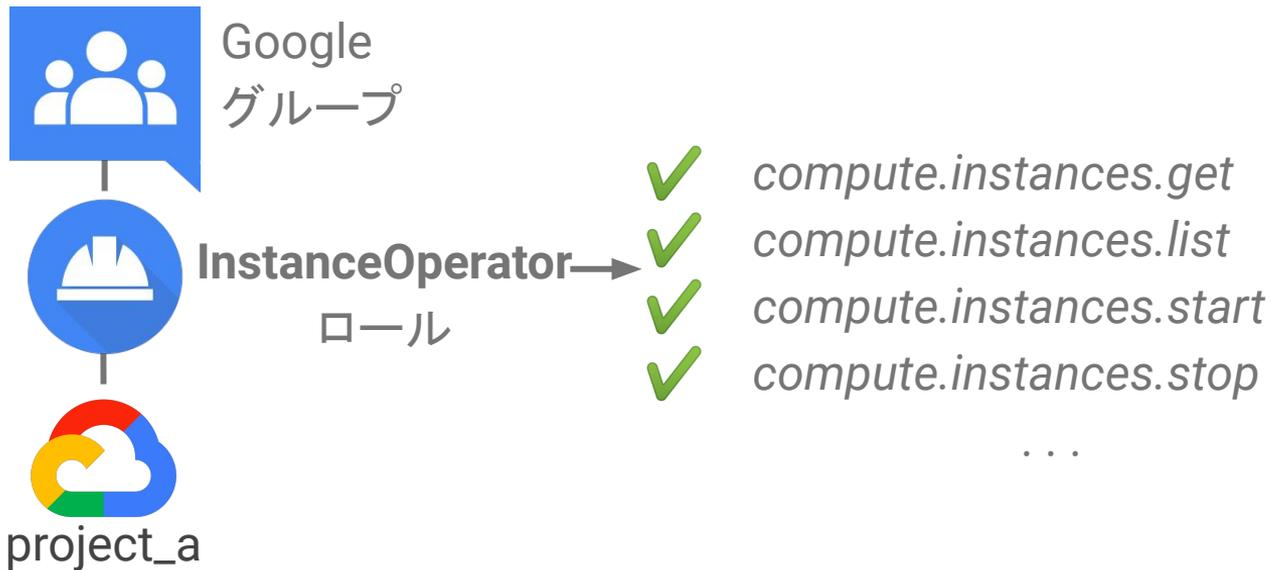 Google
グループ
InstanceOperator
ロール
compute.instances.get
compute.instances.list
compute.instances.start
compute.instances.stop
. . .
project_a